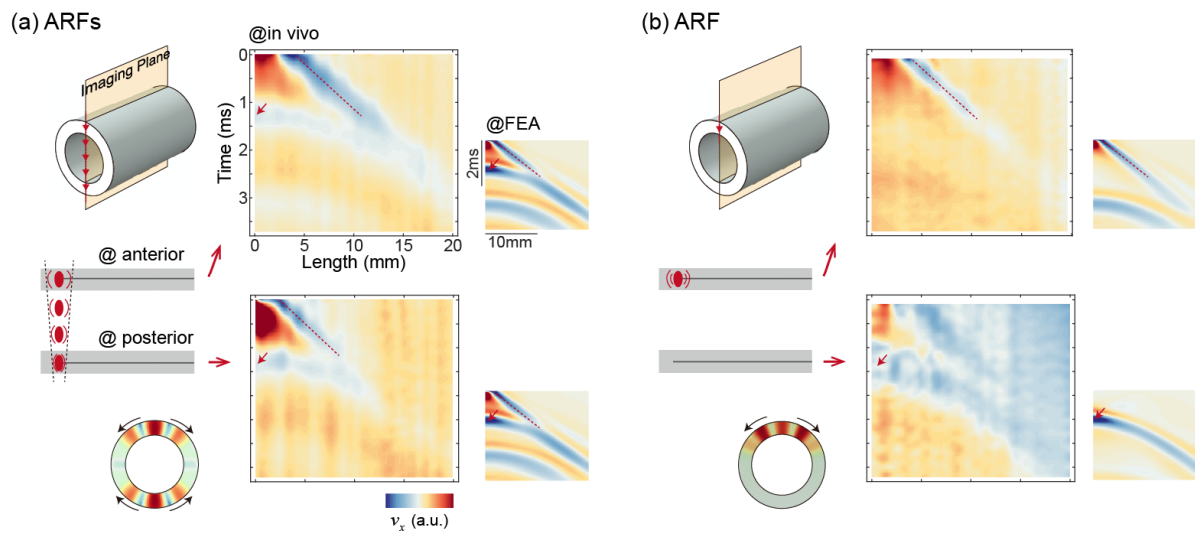 (a) ARFs
@in vivo
Imaging Plane
0
1
2
3
Time (ms)
0 5 10 15 20
Length (mm)
@FEA
2ms
10mm
@ anterior
@ posterior
vₓ (a.u.)
(b) ARF